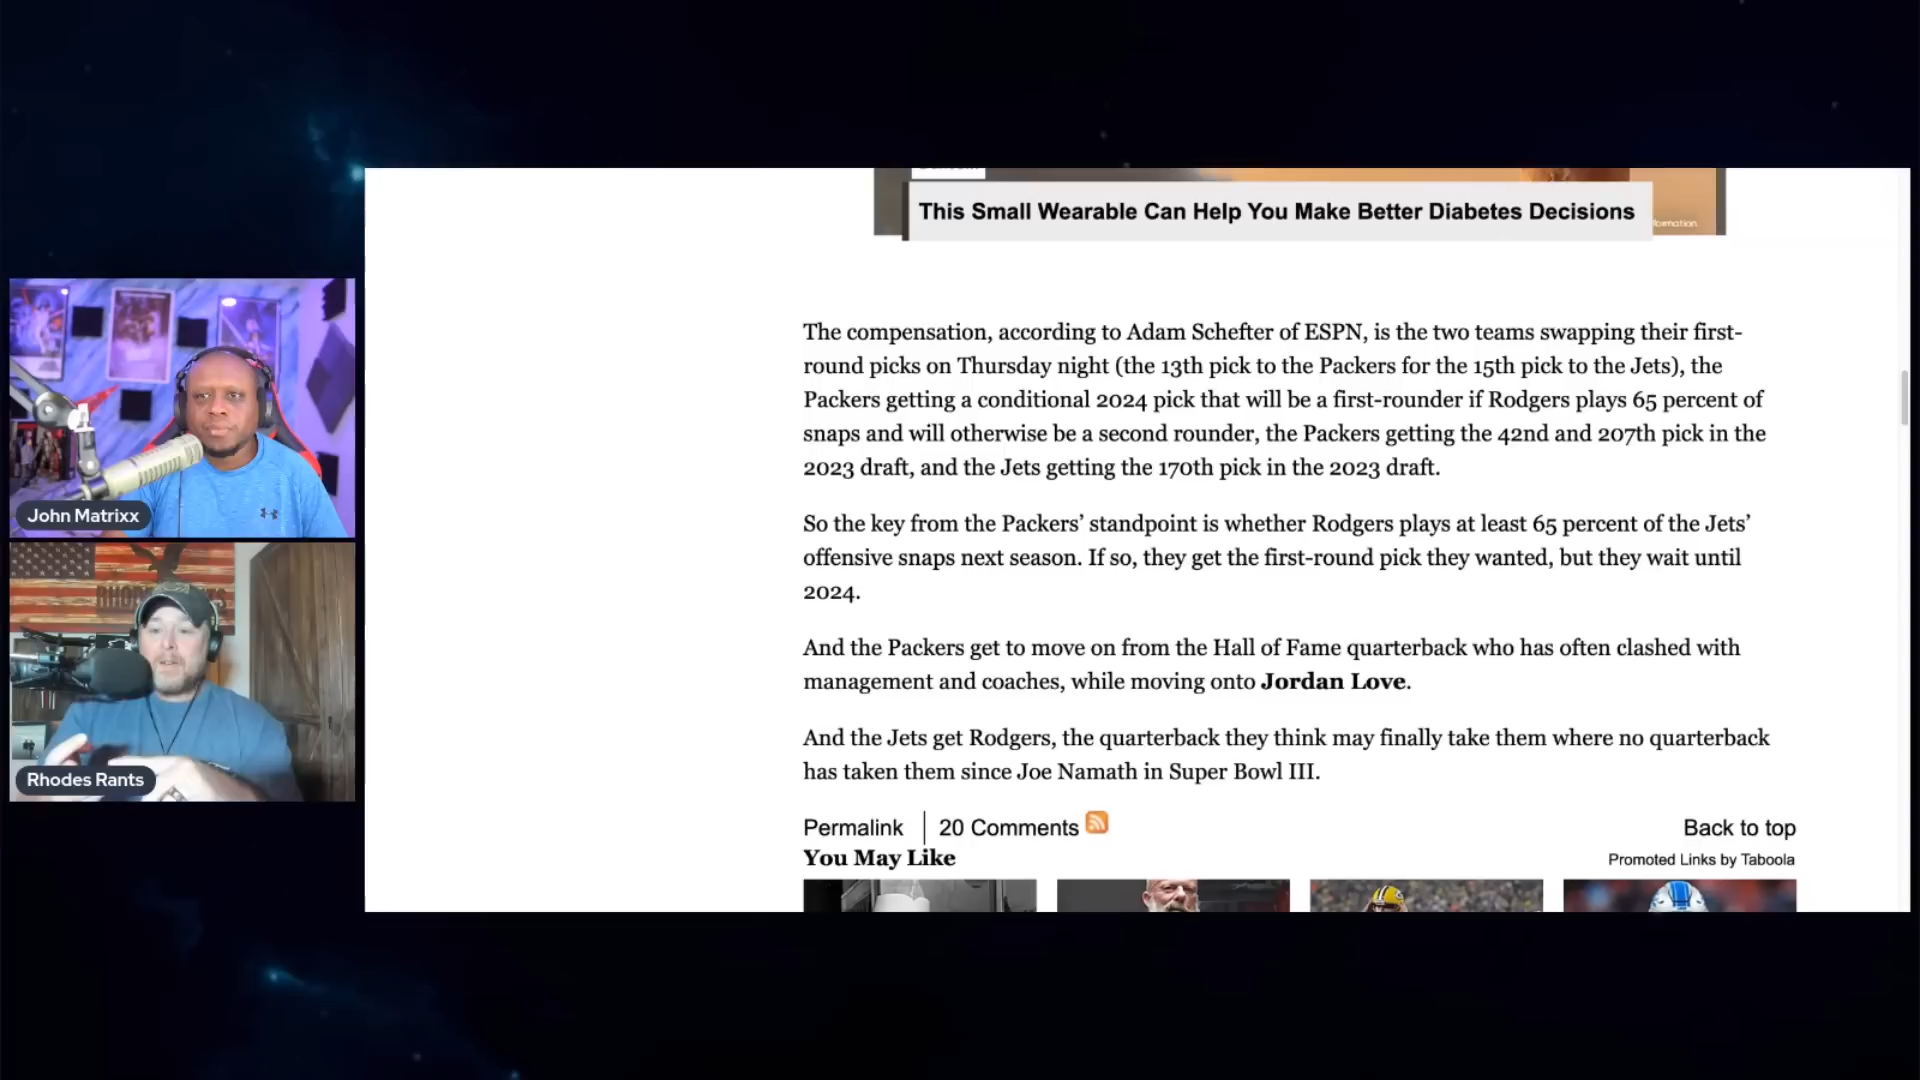 This Small Wearable Can Help You Make Better Diabetes Decisions
formation.
The compensation, according to Adam Schefter of ESPN, is the two teams swapping their first-
round picks on Thursday night (the 13th pick to the Packers for the 15th pick to the Jets), the
Packers getting a conditional 2024 pick that will be a first-rounder if Rodgers plays 65 percent of
snaps and will otherwise be a second rounder, the Packers getting the 42nd and 207th pick in the
2023 draft, and the Jets getting the 170th pick in the 2023 draft.
So the key from the Packers’ standpoint is whether Rodgers plays at least 65 percent of the Jets’
offensive snaps next season. If so, they get the first-round pick they wanted, but they wait until
2024.
And the Packers get to move on from the Hall of Fame quarterback who has often clashed with
management and coaches, while moving onto Jordan Love.
And the Jets get Rodgers, the quarterback they think may finally take them where no quarterback
has taken them since Joe Namath in Super Bowl III.
Permalink 20 Comments Back to top
You May Like Promoted Links by Taboola
John Matrixx
Rhodes Rants